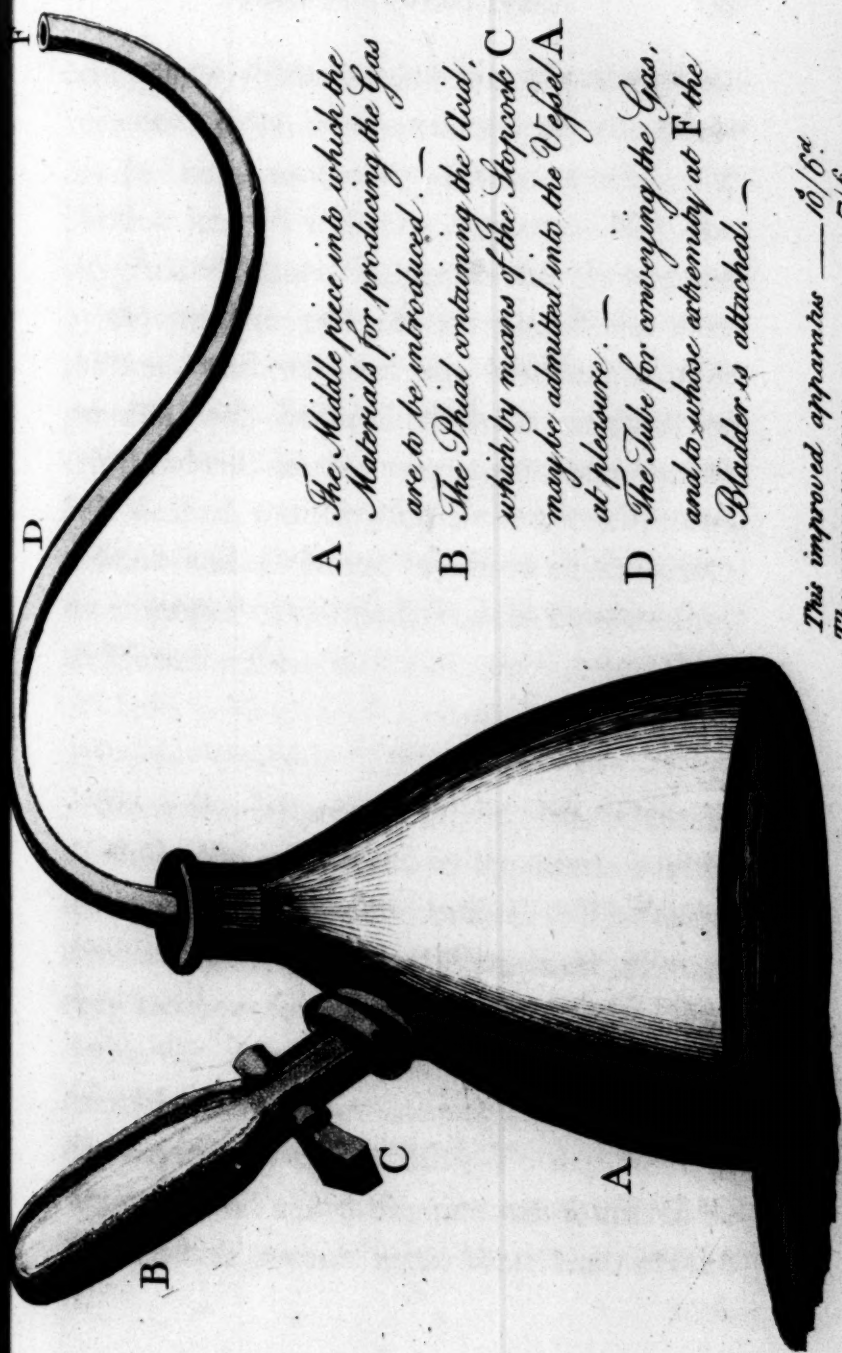 F
D
B
C
A
A The Middle piece into which the
Materials for producing the Gas
are to be introduced.
B The Phial containing the Acid,
which by means of the Stopcock C
may be admitted into the Vessel A
at pleasure.
D The Tube for conveying the Gas,
and to whose extremity at F the
Bladder is attached.
This improved apparatus 10/6d